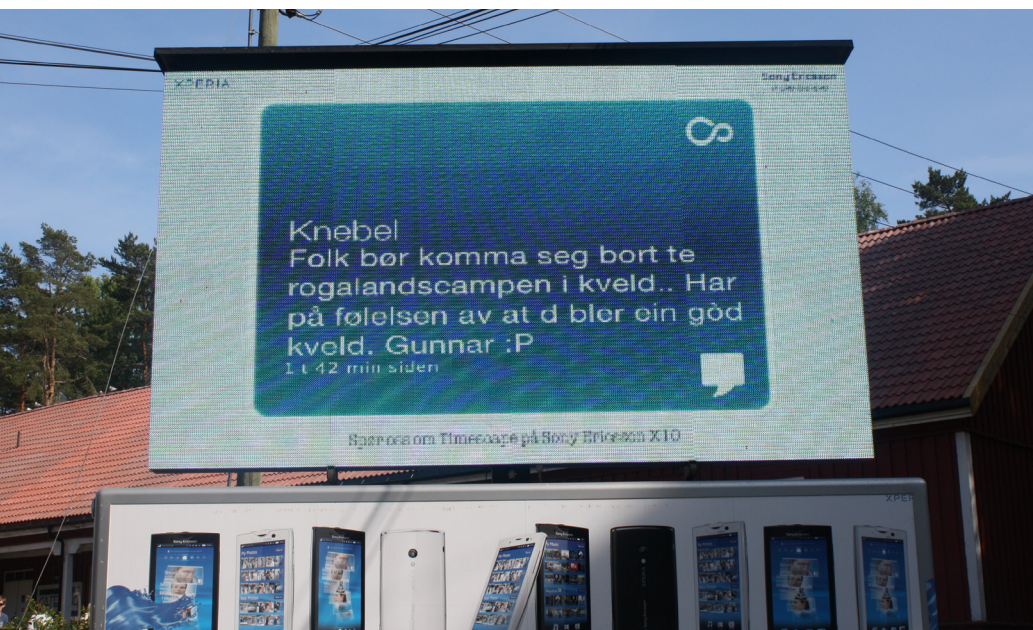 XPERIA
Sony Ericsson
Knebel
Folk bør komma seg bort te
rogalandscampen i kveld.. Har
på følelsen av at d bler ein gòd
kveld. Gunnar :P
1 t 42 min siden
Spør oss om Timescape på Sony Ericsson X10
XPER